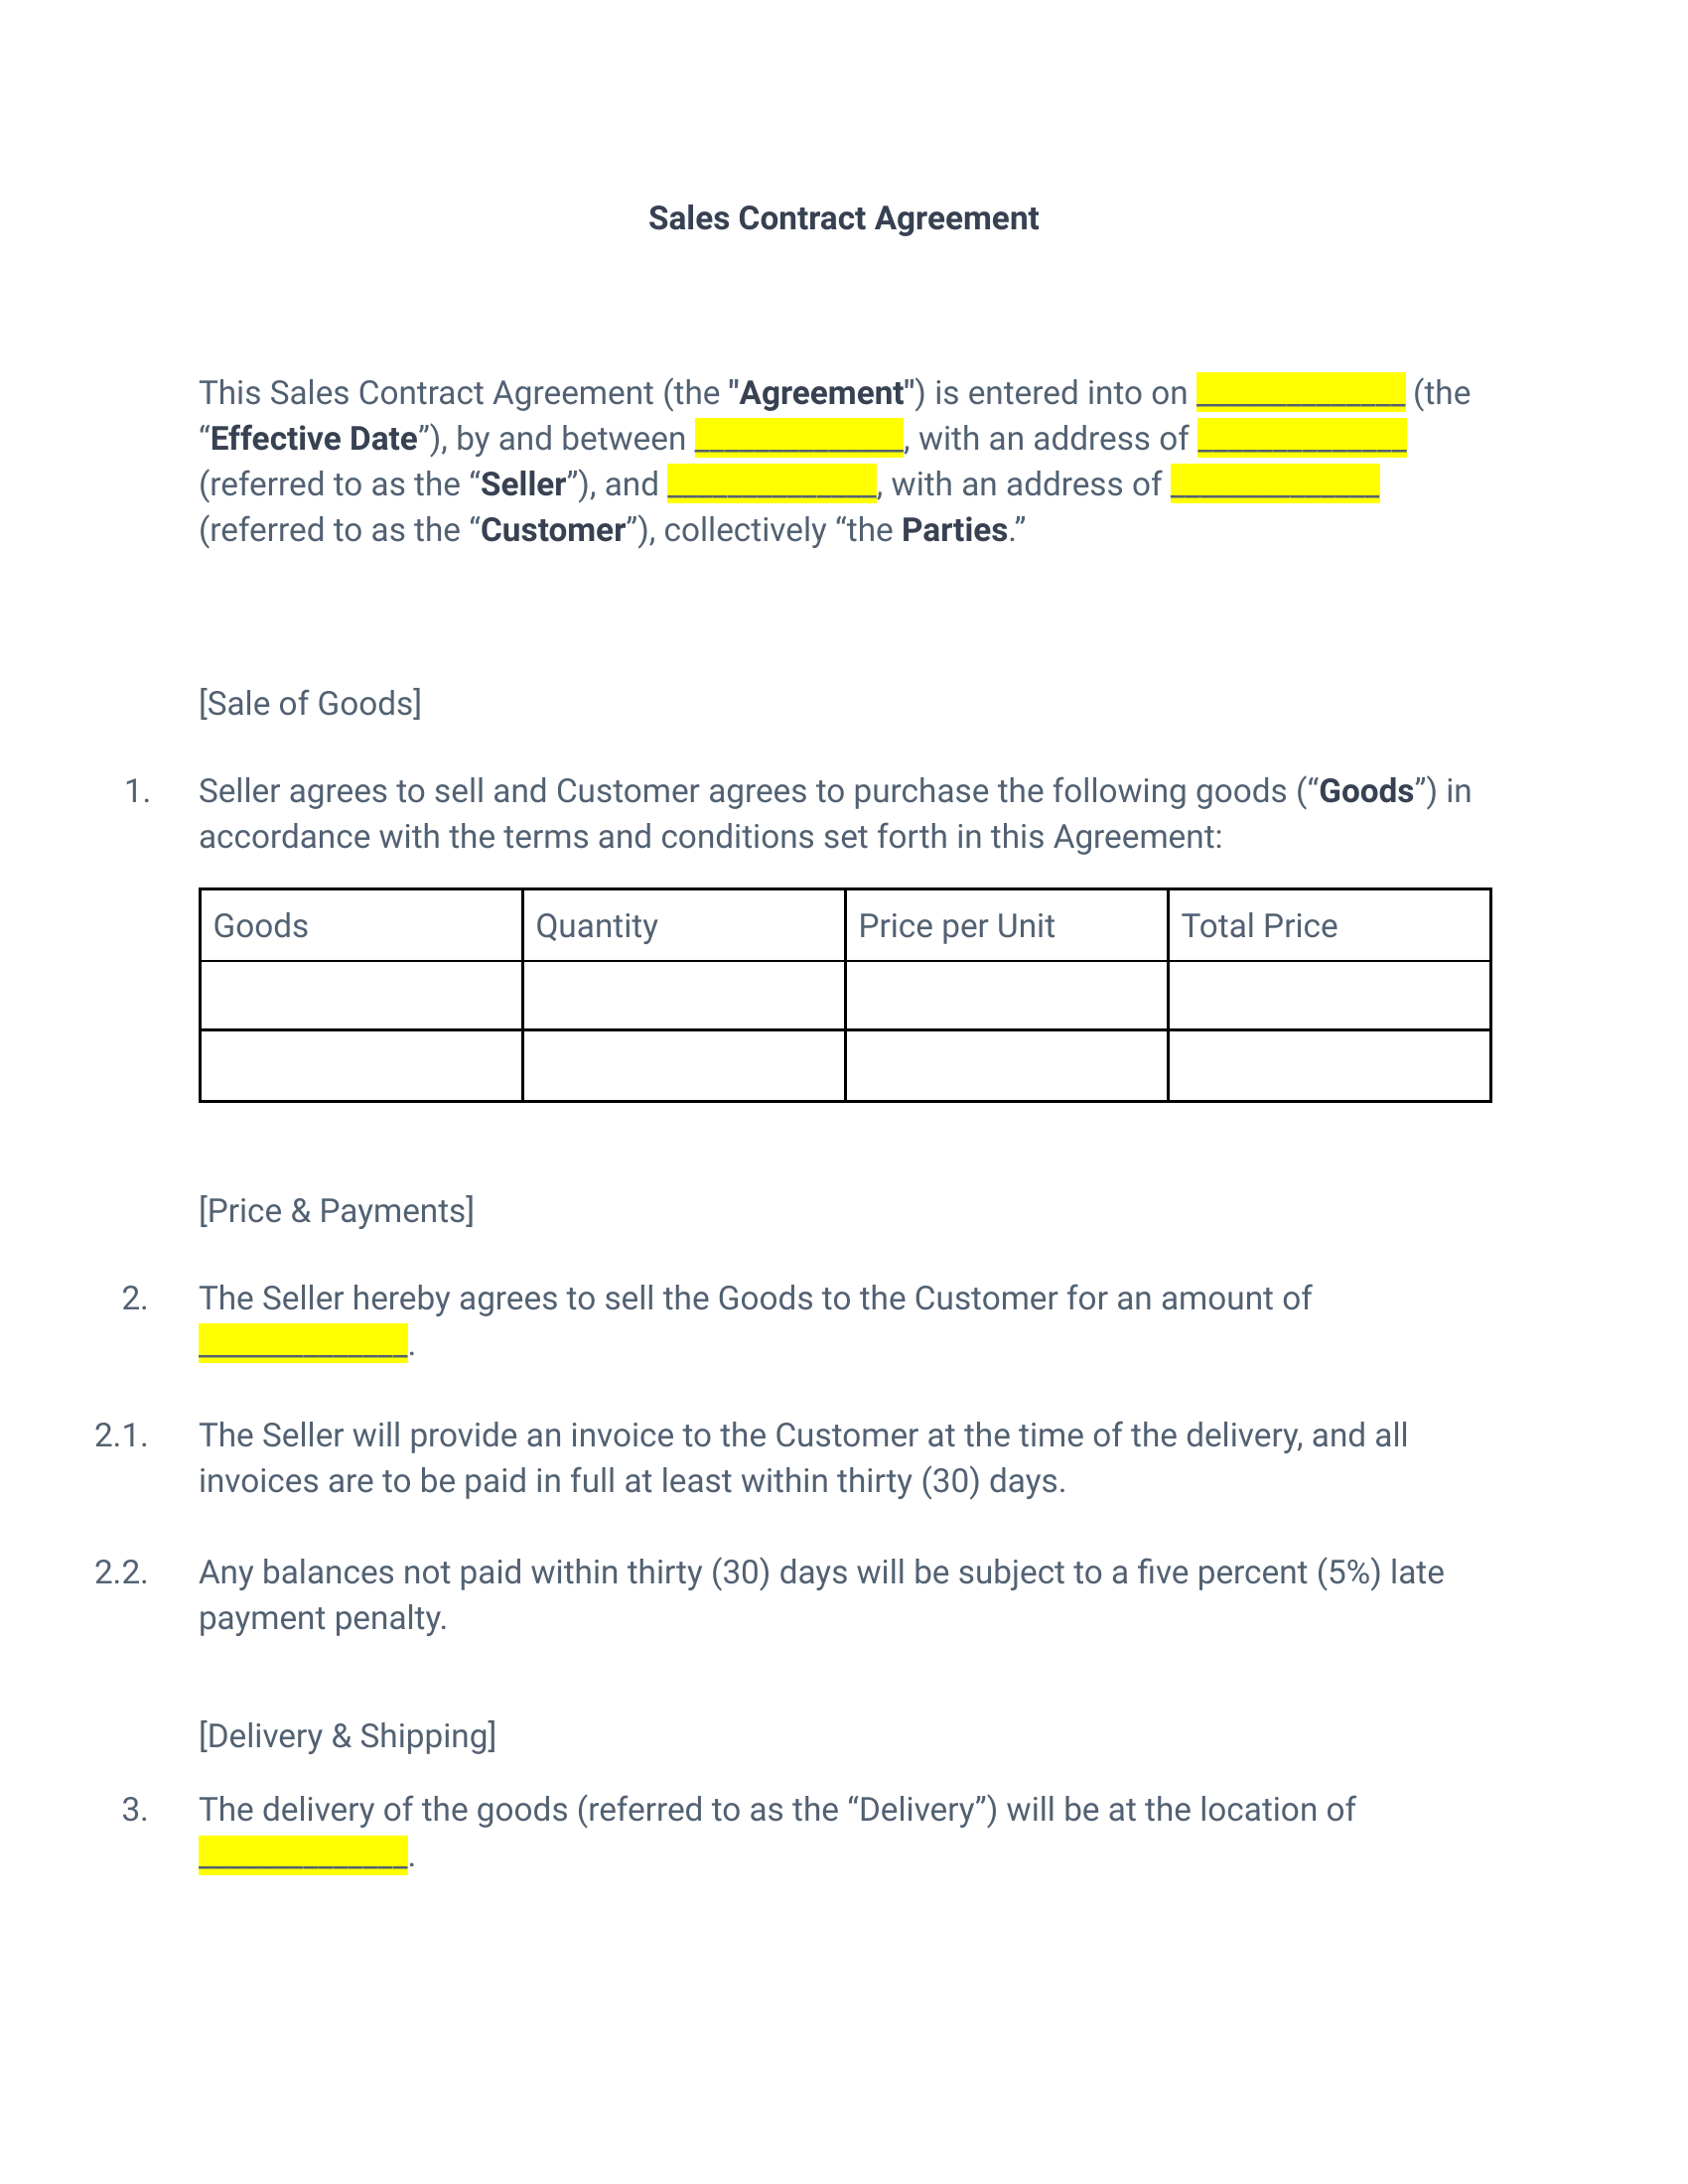 Sales Contract Agreement
This Sales Contract Agreement (the "Agreement") is entered into on ______________ (the
“Effective Date”), by and between ______________, with an address of ______________
(referred to as the “Seller”), and ______________, with an address of ______________
(referred to as the “Customer”), collectively “the Parties.”
[Sale of Goods]
1. Seller agrees to sell and Customer agrees to purchase the following goods (“Goods”) in
accordance with the terms and conditions set forth in this Agreement:
Goods Quantity Price per Unit Total Price
[Price & Payments]
2. The Seller hereby agrees to sell the Goods to the Customer for an amount of
______________.
2.1. The Seller will provide an invoice to the Customer at the time of the delivery, and all
invoices are to be paid in full at least within thirty (30) days.
2.2. Any balances not paid within thirty (30) days will be subject to a five percent (5%) late
payment penalty.
[Delivery & Shipping]
3. The delivery of the goods (referred to as the “Delivery”) will be at the location of
______________.